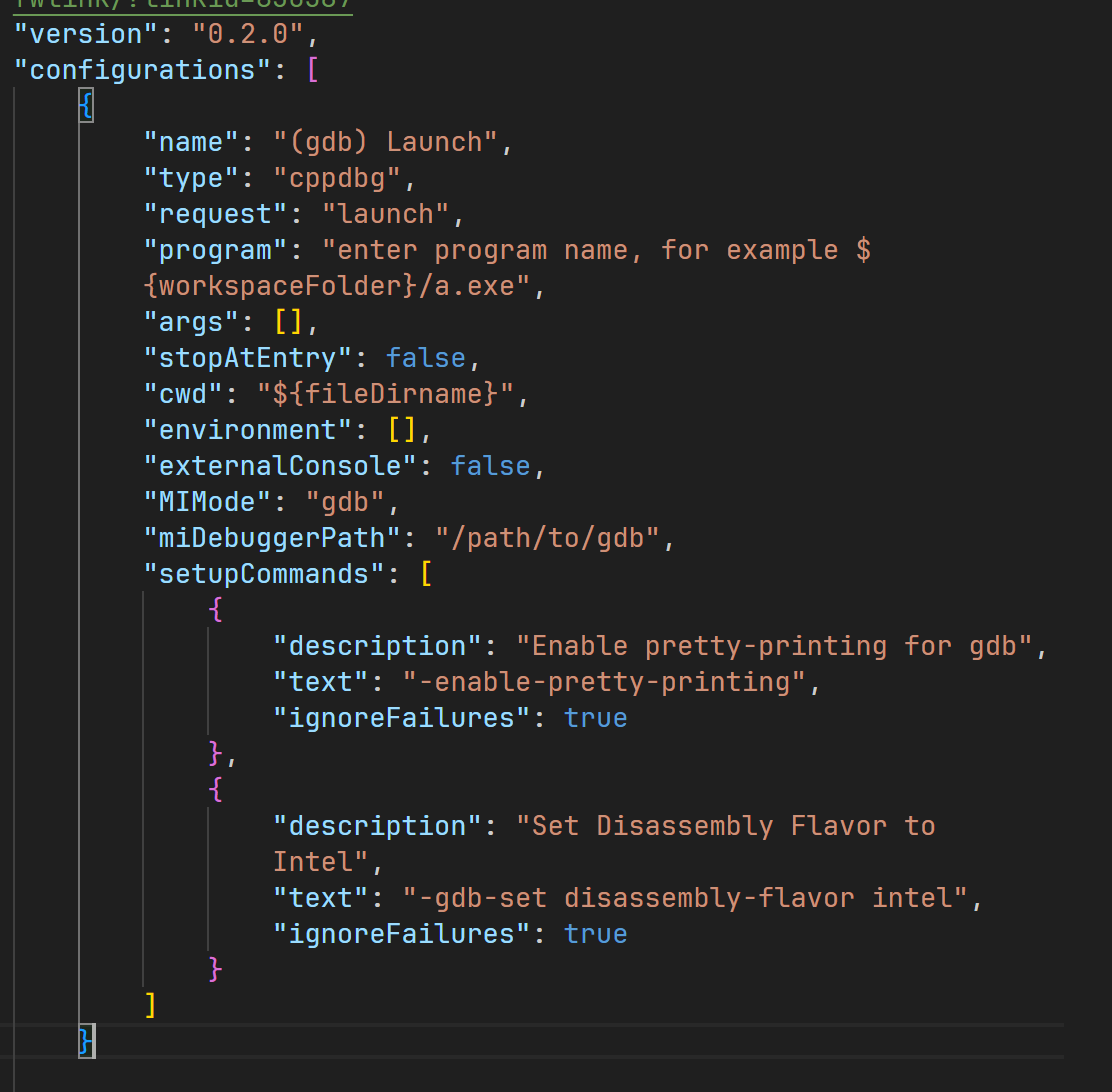 "version": "0.2.0",
"configurations": [
{
"name": "(gdb) Launch",
"type": "cppdbg",
"request": "launch",
"program": "enter program name, for example $
{workspaceFolder}/a.exe",
"args": [],
"stopAtEntry": false,
"cwd": "${fileDirname}",
"environment": [],
"externalConsole": false,
"MIMode": "gdb",
"miDebuggerPath": "/path/to/gdb",
"setupCommands": [
{
"description": "Enable pretty-printing for gdb",
"text": "-enable-pretty-printing",
"ignoreFailures": true
},
{
"description": "Set Disassembly Flavor to
Intel",
"text": "-gdb-set disassembly-flavor intel",
"ignoreFailures": true
}
]
}